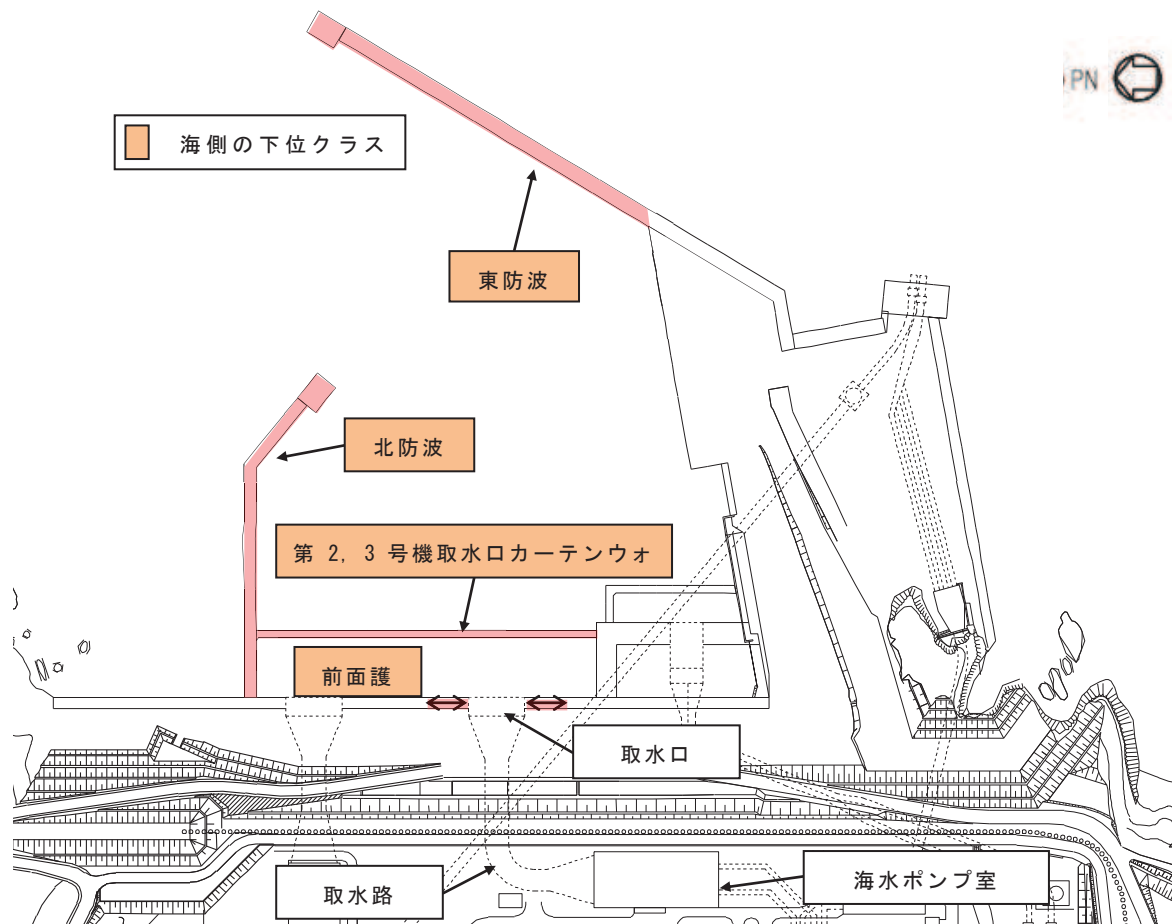 PN
海側の下位クラス
東防波
北防波
第 2, 3 号機取水口カーテンウォ
前面護
取水口
取水路
海水ポンプ室